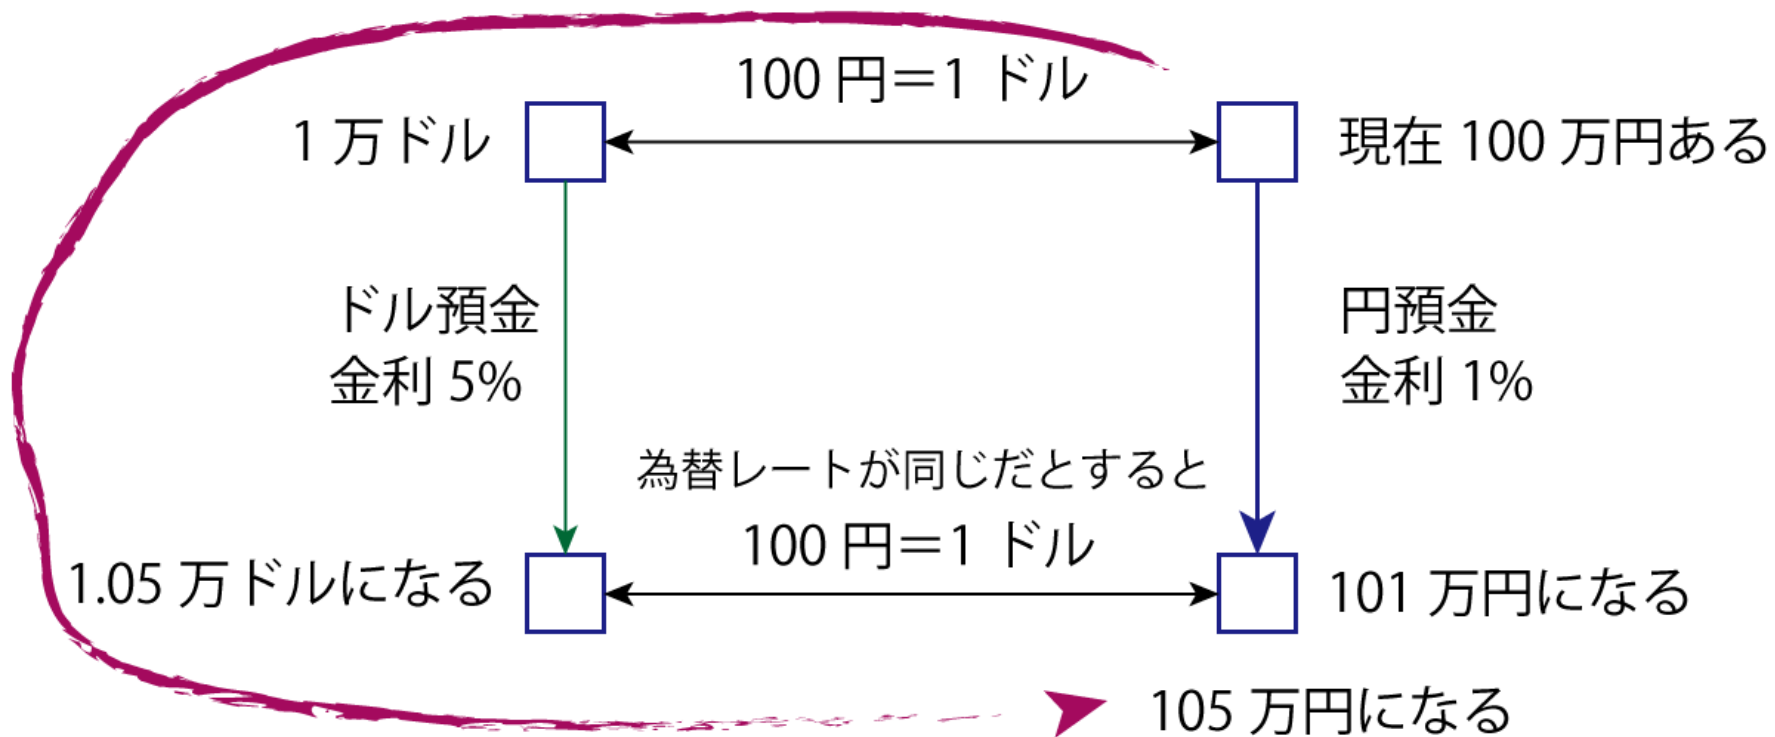 100 円＝1 ドル
1 万ドル
現在 100 万円ある
ドル預金
金利 5%
円預金
金利 1%
為替レートが同じだとすると
100 円＝1 ドル
1.05 万ドルになる
101 万円になる
105 万円になる